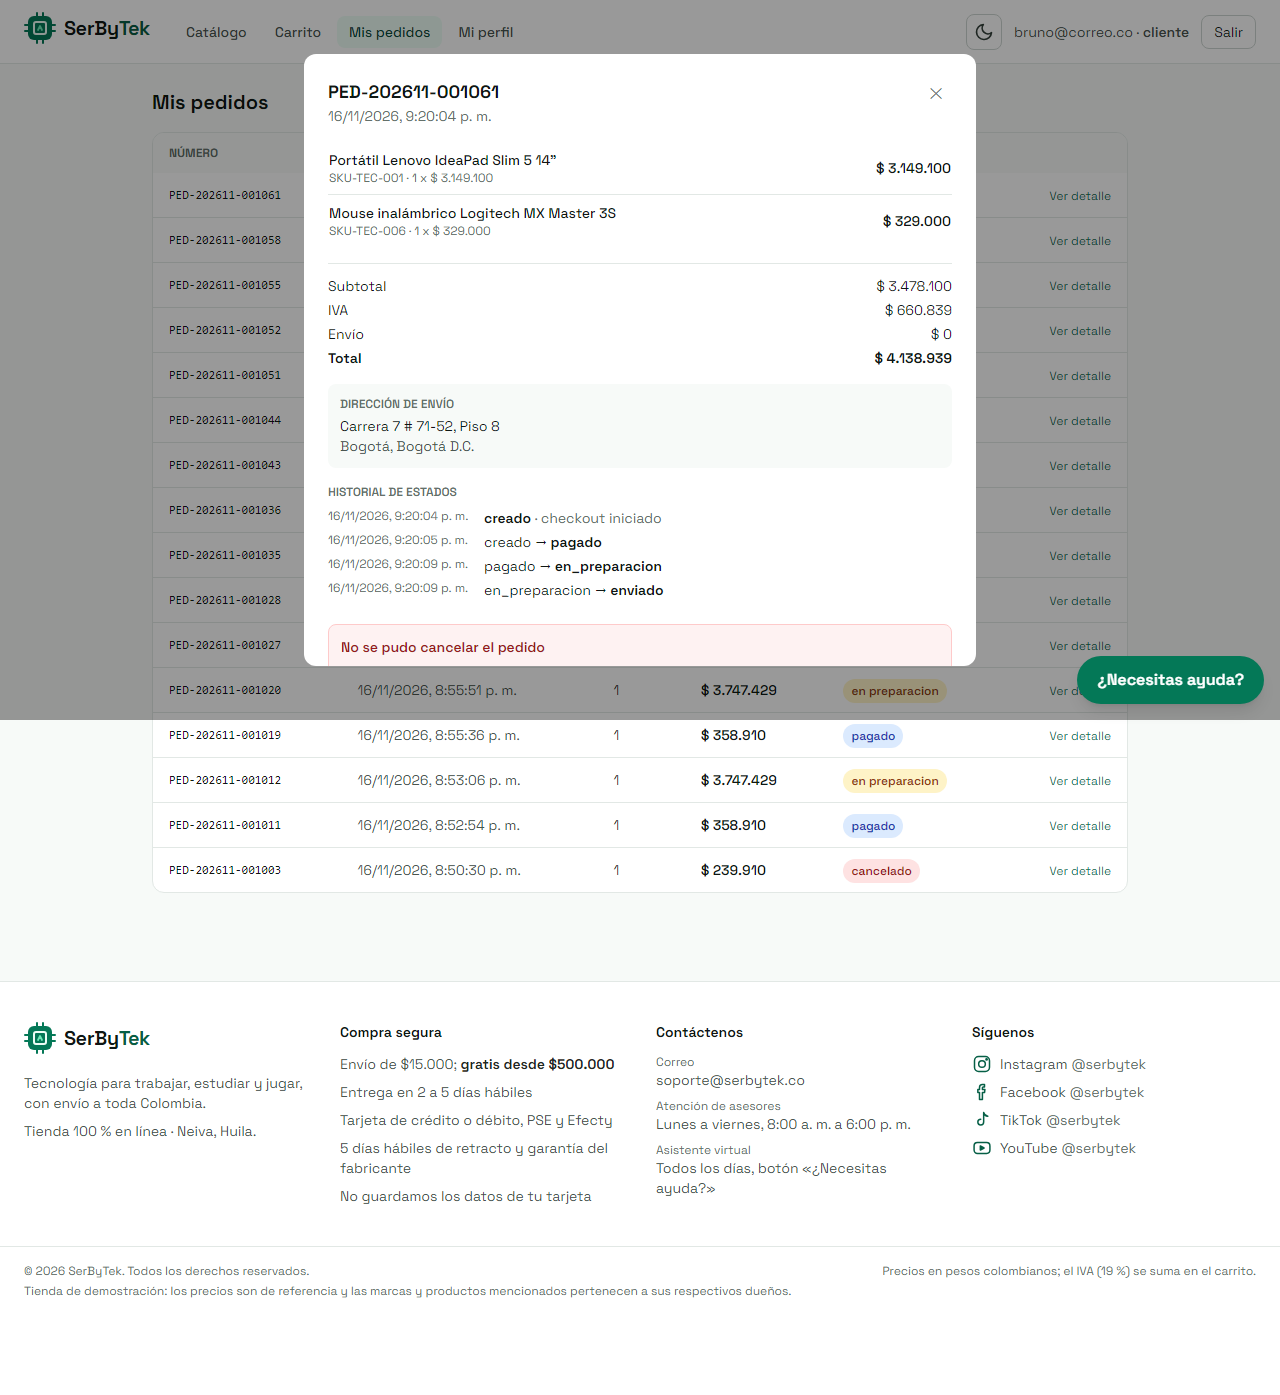 SerByTek
Catálogo
Carrito
Mis pedidos
Mi perfil
bruno@correo.co · cliente
Salir
Mis pedidos
NÚMERO
PED-202611-001061
Ver detalle
PED-202611-001058
Ver detalle
PED-202611-001055
Ver detalle
PED-202611-001052
Ver detalle
PED-202611-001051
Ver detalle
PED-202611-001044
Ver detalle
PED-202611-001043
Ver detalle
PED-202611-001036
Ver detalle
PED-202611-001035
Ver detalle
PED-202611-001028
Ver detalle
PED-202611-001027
Ver detalle
PED-202611-001061
16/11/2026, 9:20:04 p. m.
Portátil Lenovo IdeaPad Slim 5 14”
SKU-TEC-001 · 1 x $ 3.149.100
$ 3.149.100
Mouse inalámbrico Logitech MX Master 3S
SKU-TEC-006 · 1 x $ 329.000
$ 329.000
Subtotal $ 3.478.100
IVA $ 660.839
Envío $ 0
Total $ 4.138.939
DIRECCIÓN DE ENVÍO
Carrera 7 # 71-52, Piso 8
Bogotá, Bogotá D.C.
HISTORIAL DE ESTADOS
16/11/2026, 9:20:04 p. m. creado · checkout iniciado
16/11/2026, 9:20:05 p. m. creado → pagado
16/11/2026, 9:20:09 p. m. pagado → en_preparacion
16/11/2026, 9:20:09 p. m. en_preparacion → enviado
No se pudo cancelar el pedido
PED-202611-001020 16/11/2026, 8:55:51 p. m. 1 $ 3.747.429 en preparacion Ver d
¿Necesitas ayuda?
PED-202611-001019 16/11/2026, 8:55:36 p. m. 1 $ 358.910 pagado Ver detalle
PED-202611-001012 16/11/2026, 8:53:06 p. m. 1 $ 3.747.429 en preparacion Ver detalle
PED-202611-001011 16/11/2026, 8:52:54 p. m. 1 $ 358.910 pagado Ver detalle
PED-202611-001003 16/11/2026, 8:50:30 p. m. 1 $ 239.910 cancelado Ver detalle
SerByTek
Tecnología para trabajar, estudiar y jugar,
con envío a toda Colombia.
Tienda 100 % en línea · Neiva, Huila.
Compra segura
Envío de $15.000; gratis desde $500.000
Entrega en 2 a 5 días hábiles
Tarjeta de crédito o débito, PSE y Efecty
5 días hábiles de retracto y garantía del
fabricante
No guardamos los datos de tu tarjeta
Contáctenos
Correo
soporte@serbytek.co
Atención de asesores
Lunes a viernes, 8:00 a. m. a 6:00 p. m.
Asistente virtual
Todos los días, botón «¿Necesitas
ayuda?»
Síguenos
Instagram @serbytek
Facebook @serbytek
TikTok @serbytek
YouTube @serbytek
© 2026 SerByTek. Todos los derechos reservados.
Precios en pesos colombianos; el IVA (19 %) se suma en el carrito.
Tienda de demostración: los precios son de referencia y las marcas y productos mencionados pertenecen a sus respectivos dueños.